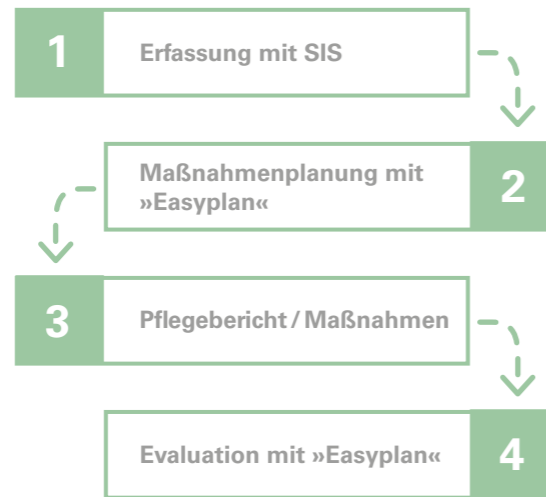 1
Erfassung mit SIS
Maßnahmenplanung mit
»Easyplan«
2
3
Pflegebericht / Maßnahmen
Evaluation mit »Easyplan«
4